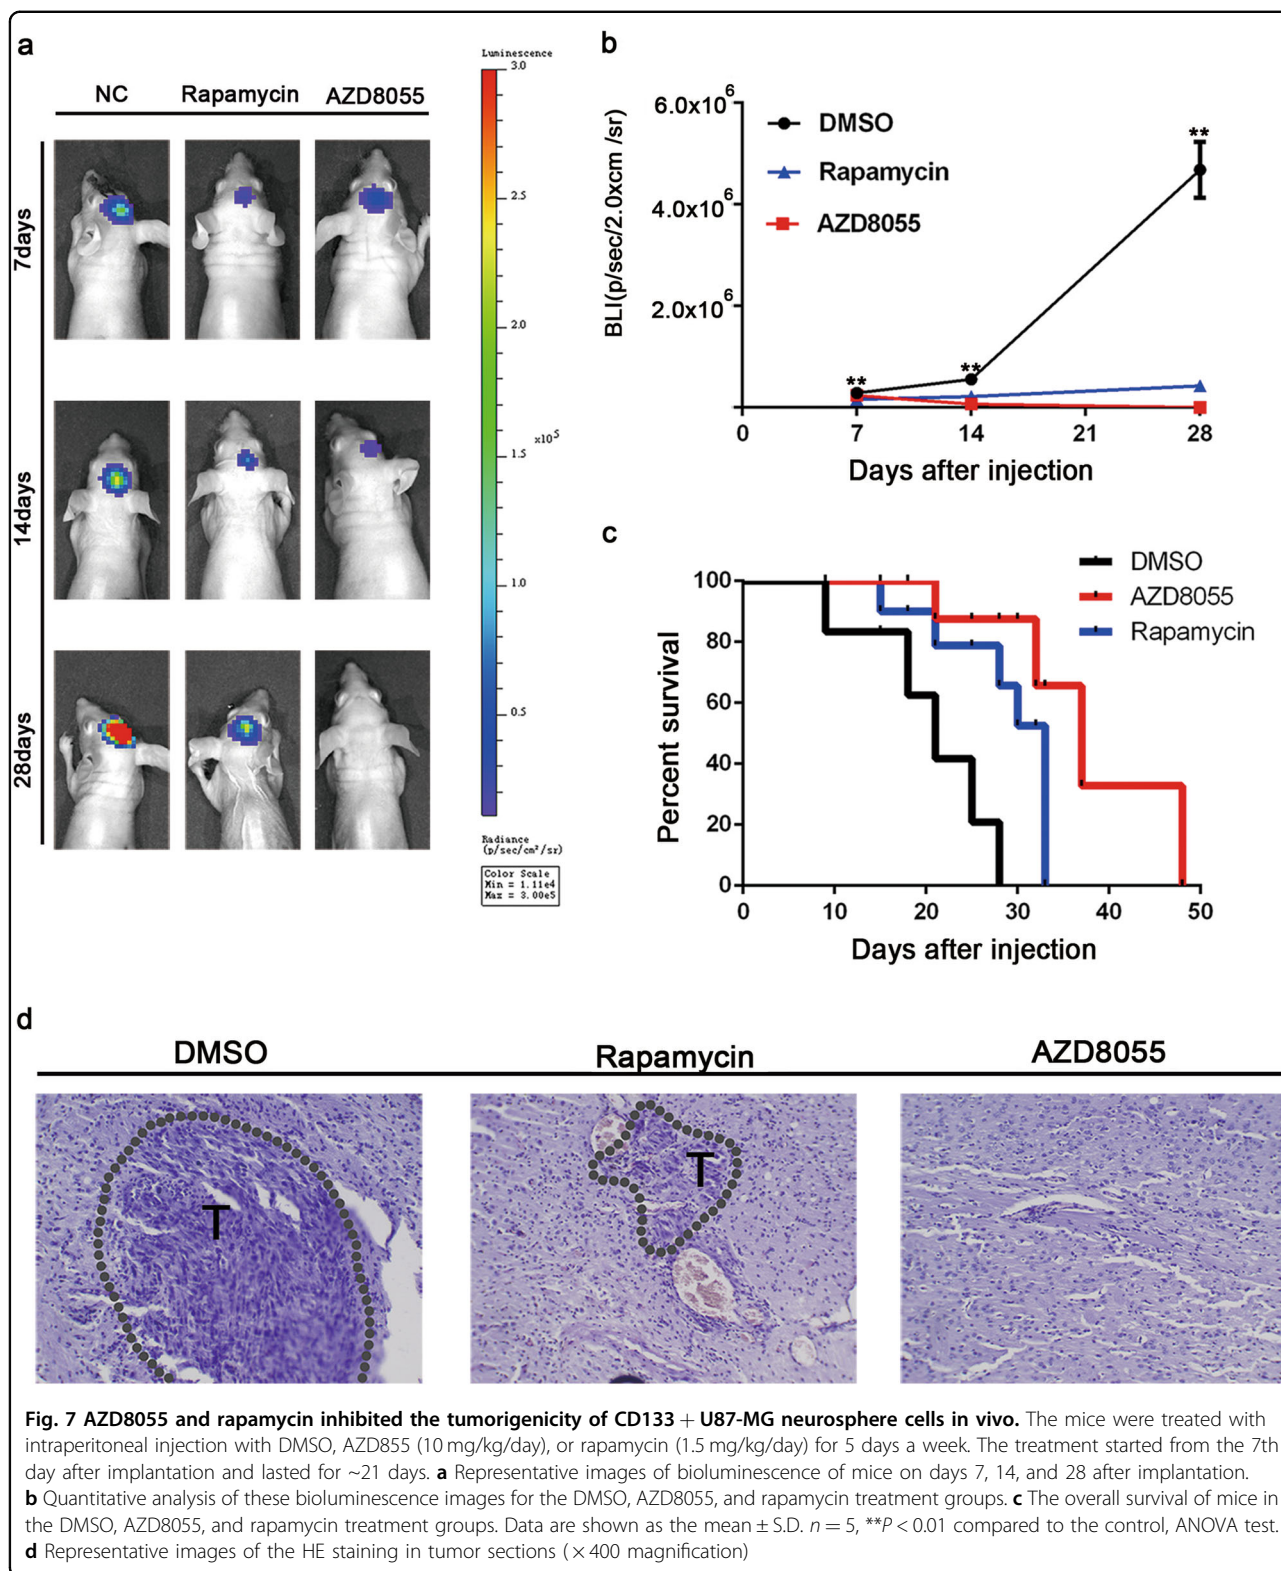 a
Luminescence
NC Rapamycin AZD8055
7days
14days
28days
3.0
2.5
2.0
x10⁵
1.5
1.0
0.5
Radiance
(p/sec/cm²/sr)
Color Scale
Min = 1.11e4
Max = 3.00e5
b
BLI(p/sec/2.0xcm /sr)
6.0x10⁶
4.0x10⁶
2.0x10⁶
DMSO
Rapamycin
AZD8055
**
**
**
0 7 14 21 28
Days after injection
c
Percent survival
100
80
60
40
20
0
DMSO
AZD8055
Rapamycin
0 10 20 30 40 50
Days after injection
d
DMSO Rapamycin AZD8055
T
T
Fig. 7 AZD8055 and rapamycin inhibited the tumorigenicity of CD133 + U87-MG neurosphere cells in vivo. The mice were treated with
intraperitoneal injection with DMSO, AZD855 (10 mg/kg/day), or rapamycin (1.5 mg/kg/day) for 5 days a week. The treatment started from the 7th
day after implantation and lasted for ~21 days. a Representative images of bioluminescence of mice on days 7, 14, and 28 after implantation.
b Quantitative analysis of these bioluminescence images for the DMSO, AZD8055, and rapamycin treatment groups. c The overall survival of mice in
the DMSO, AZD8055, and rapamycin treatment groups. Data are shown as the mean ± S.D. n = 5, **P < 0.01 compared to the control, ANOVA test.
d Representative images of the HE staining in tumor sections (× 400 magnification)